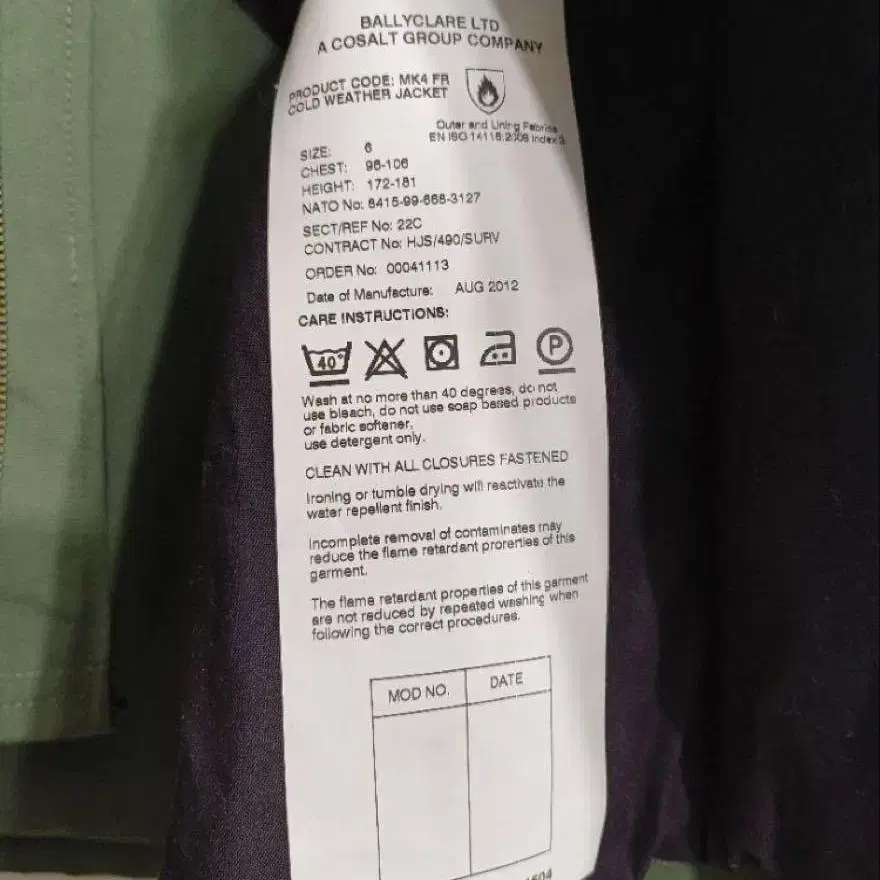 BALLYCLARE LTD
A COSALT GROUP COMPANY
PRODUCT CODE: MK4 FR
COLD WEATHER JACKET
Outer and Lining Fabrics
EN ISO 14116:2008 Index 3
SIZE: 6
CHEST: 96-106
HEIGHT: 172-181
NATO No: 8415-99-668-3127
SECT/REF No: 22C
CONTRACT No: HJS/490/SURV
ORDER No: 00041113
Date of Manufacture: AUG 2012
CARE INSTRUCTIONS:
40° P
Wash at no more than 40 degrees, do not
use bleach, do not use soap based products
or fabric softener,
use detergent only.
CLEAN WITH ALL CLOSURES FASTENED
Ironing or tumble drying will reactivate the
water repellent finish.
Incomplete removal of contaminates may
reduce the flame retardant prorerties of this
garment.
The flame retardant properties of this garment
are not reduced by repeated washing when
following the correct procedures.
MOD NO. DATE